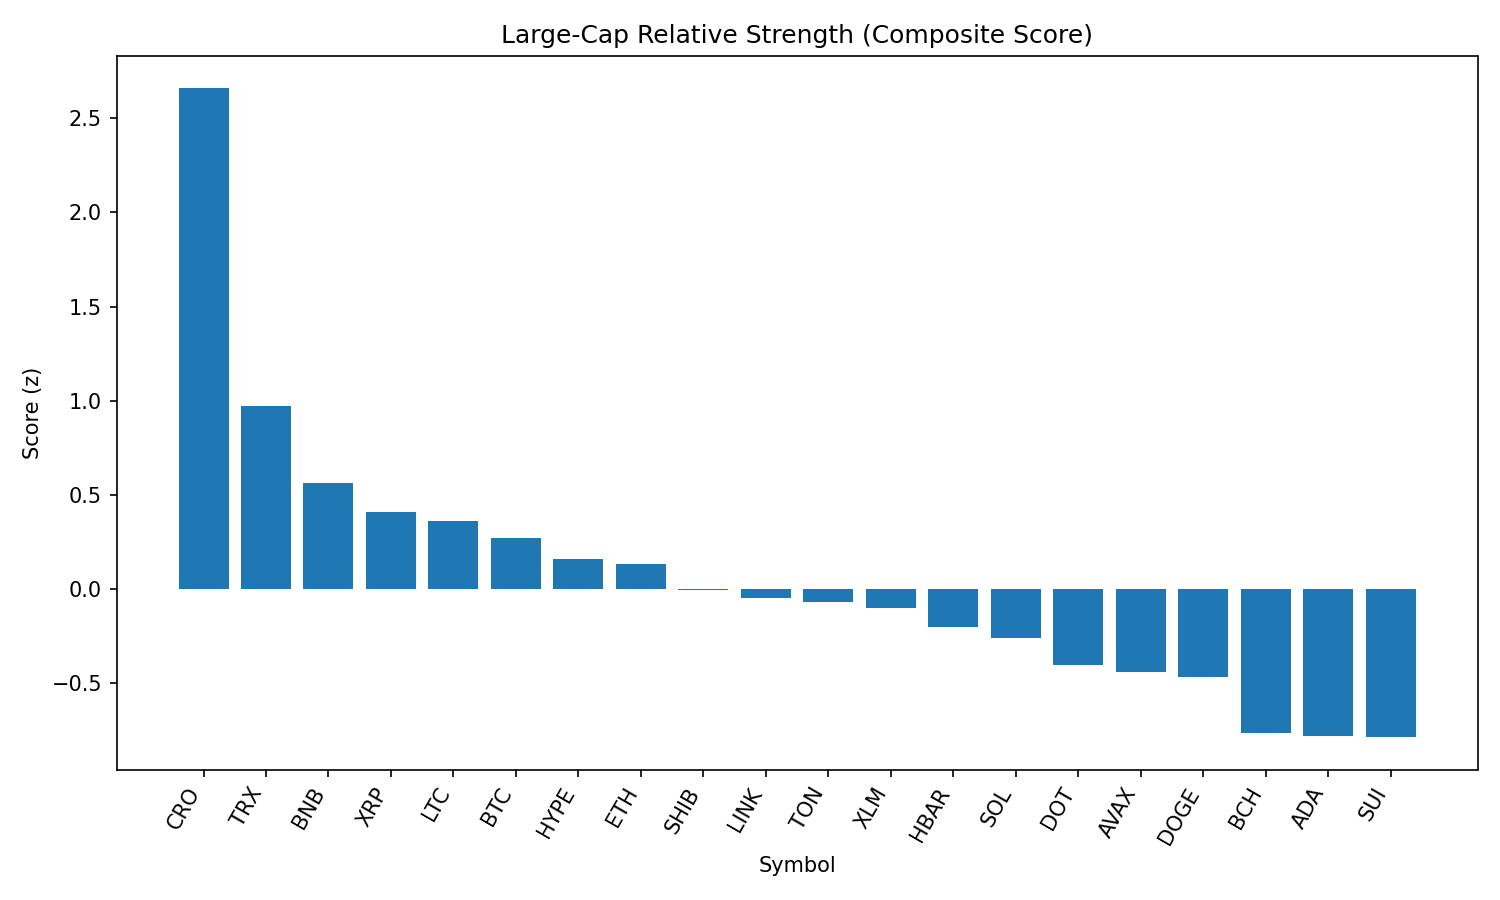 Large-Cap Relative Strength (Composite Score)
2.5
2.0
1.5
1.0
0.5
0.0
−0.5
Score (z)
CRO
TRX
BNB
XRP
LTC
BTC
HYPE
ETH
SHIB
LINK
TON
XLM
HBAR
SOL
DOT
AVAX
DOGE
BCH
ADA
SUI
Symbol